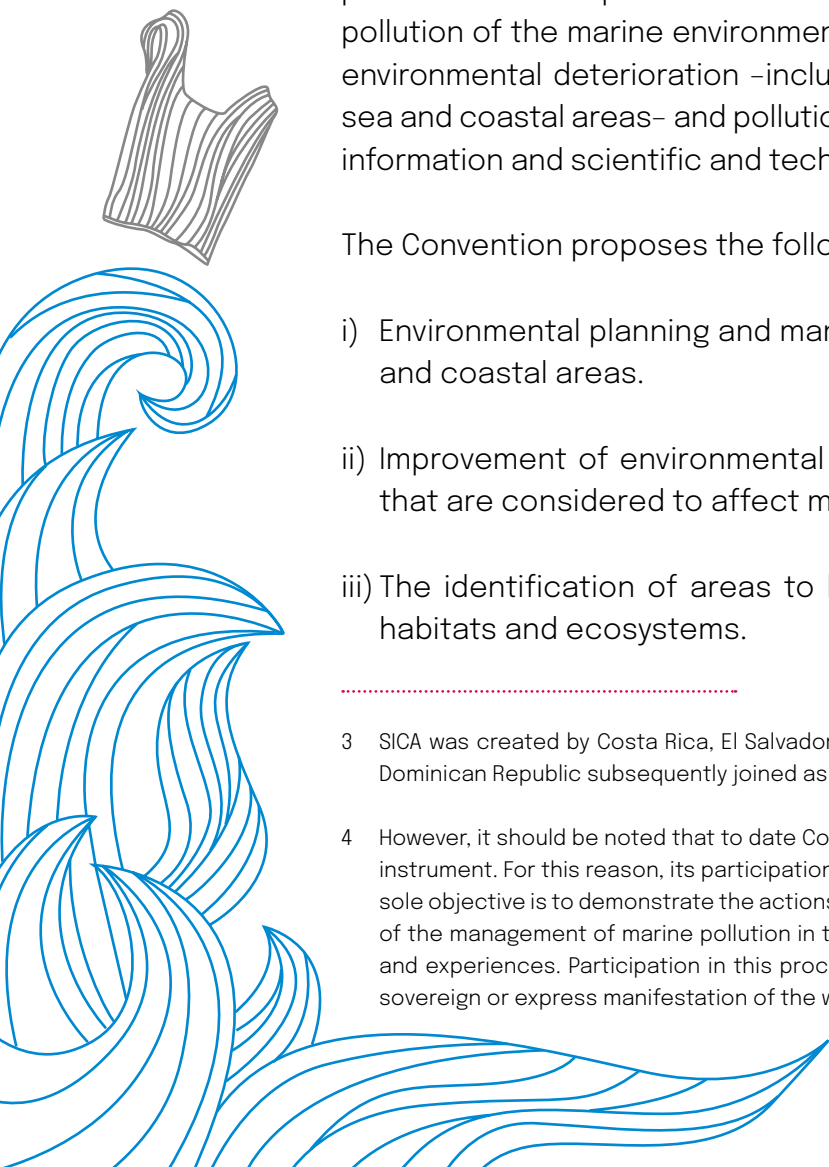 pollution of the marine environmen
environmental deterioration –inclu
sea and coastal areas– and pollutio
information and scientific and tech
The Convention proposes the follo
i) Environmental planning and mar
and coastal areas.
ii) Improvement of environmental
that are considered to affect m
iii) The identification of areas to
habitats and ecosystems.
3 SICA was created by Costa Rica, El Salvador
Dominican Republic subsequently joined as
4 However, it should be noted that to date Co
instrument. For this reason, its participation
sole objective is to demonstrate the actions
of the management of marine pollution in t
and experiences. Participation in this proc
sovereign or express manifestation of the w